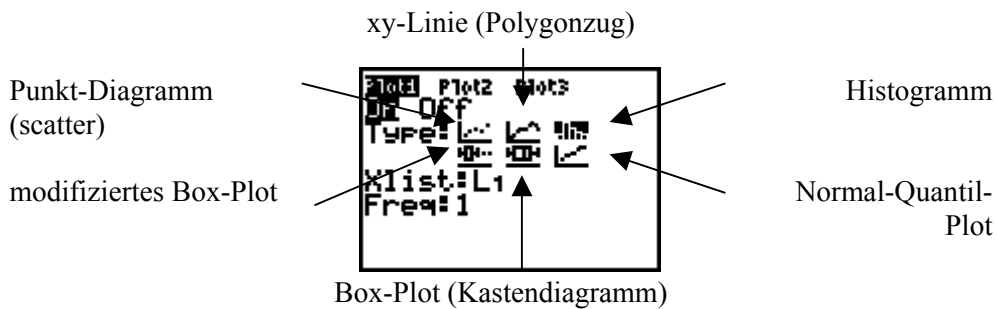 xy-Linie (Polygonzug)
Punkt-Diagramm
(scatter)
modifiziertes Box-Plot
Plot1 Plot2 Plot3
On Off
Type:
Xlist:L1
Freq:1
Histogramm
Normal-Quantil-
Plot
Box-Plot (Kastendiagramm)